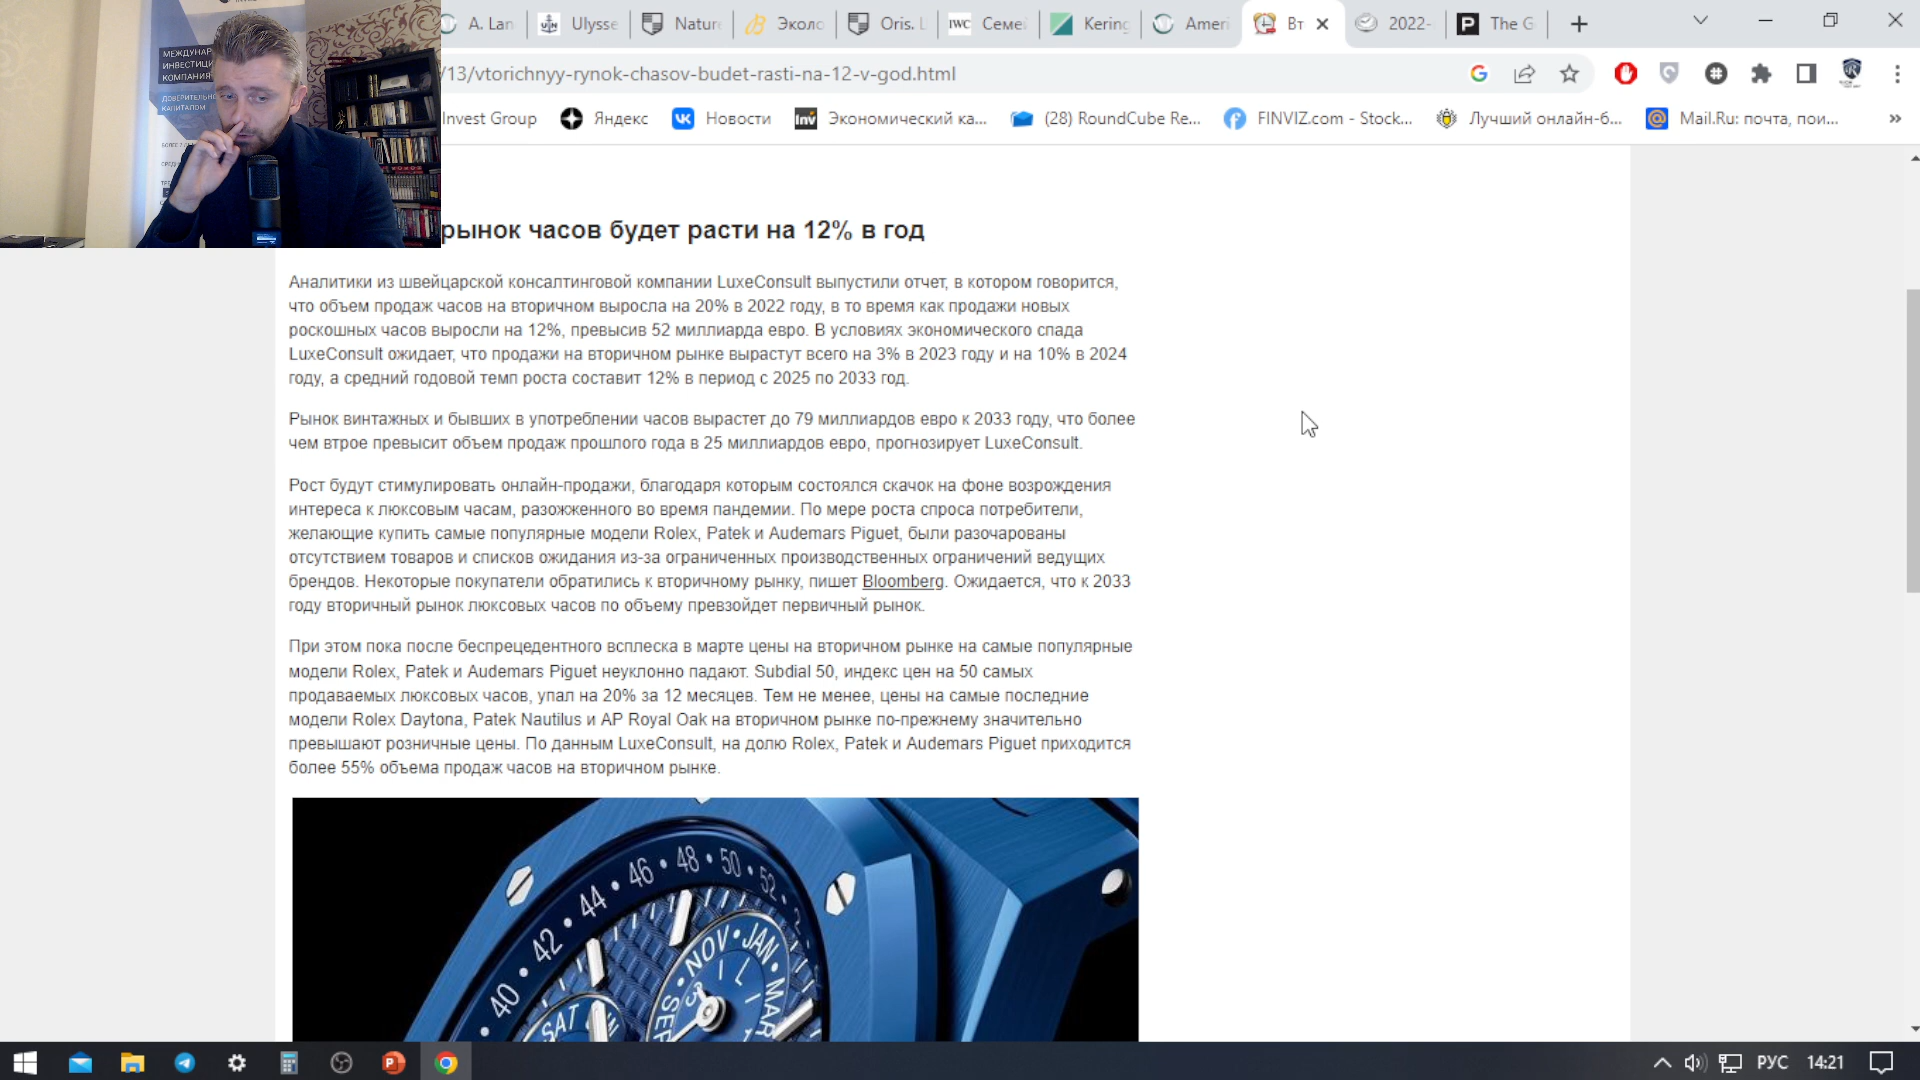 A. Lan
Ulysse
Nature
Эколо
Oris. L
IWC Семей
Kering
Ameri
Вт
2022-
The G
/13/vtorichnyy-rynok-chasov-budet-rasti-na-12-v-god.html
nvest Group
Яндекс
Новости
Inv Экономический ка...
(28) RoundCube Re...
FINVIZ.com - Stock...
Лучший онлайн-б...
Mail.Ru: почта, пои...
МЕЖДУНАР
ИНВЕСТИЦИ
КОМПАНИЯ
ДОВЕРИТЕЛЬН
КАПИТАЛОМ
рынок часов будет расти на 12% в год
Аналитики из швейцарской консалтинговой компании LuxeConsult выпустили отчет, в котором говорится,
что объем продаж часов на вторичном выросла на 20% в 2022 году, в то время как продажи новых
роскошных часов выросли на 12%, превысив 52 миллиарда евро. В условиях экономического спада
LuxeConsult ожидает, что продажи на вторичном рынке вырастут всего на 3% в 2023 году и на 10% в 2024
году, а средний годовой темп роста составит 12% в период с 2025 по 2033 год.
Рынок винтажных и бывших в употреблении часов вырастет до 79 миллиардов евро к 2033 году, что более
чем втрое превысит объем продаж прошлого года в 25 миллиардов евро, прогнозирует LuxeConsult.
Рост будут стимулировать онлайн-продажи, благодаря которым состоялся скачок на фоне возрождения
интереса к люксовым часам, разожженного во время пандемии. По мере роста спроса потребители,
желающие купить самые популярные модели Rolex, Patek и Audemars Piguet, были разочарованы
отсутствием товаров и списков ожидания из-за ограниченных производственных ограничений ведущих
брендов. Некоторые покупатели обратились к вторичному рынку, пишет Bloomberg. Ожидается, что к 2033
году вторичный рынок люксовых часов по объему превзойдет первичный рынок.
При этом пока после беспрецедентного всплеска в марте цены на вторичном рынке на самые популярные
модели Rolex, Patek и Audemars Piguet неуклонно падают. Subdial 50, индекс цен на 50 самых
продаваемых люксовых часов, упал на 20% за 12 месяцев. Тем не менее, цены на самые последние
модели Rolex Daytona, Patek Nautilus и AP Royal Oak на вторичном рынке по-прежнему значительно
превышают розничные цены. По данным LuxeConsult, на долю Rolex, Patek и Audemars Piguet приходится
более 55% объема продаж часов на вторичном рынке.
40 • 42 • 44 • 46 • 48 • 50 • 52
NOV • JAN • MAR
SEP
SAT
РУС
14:21